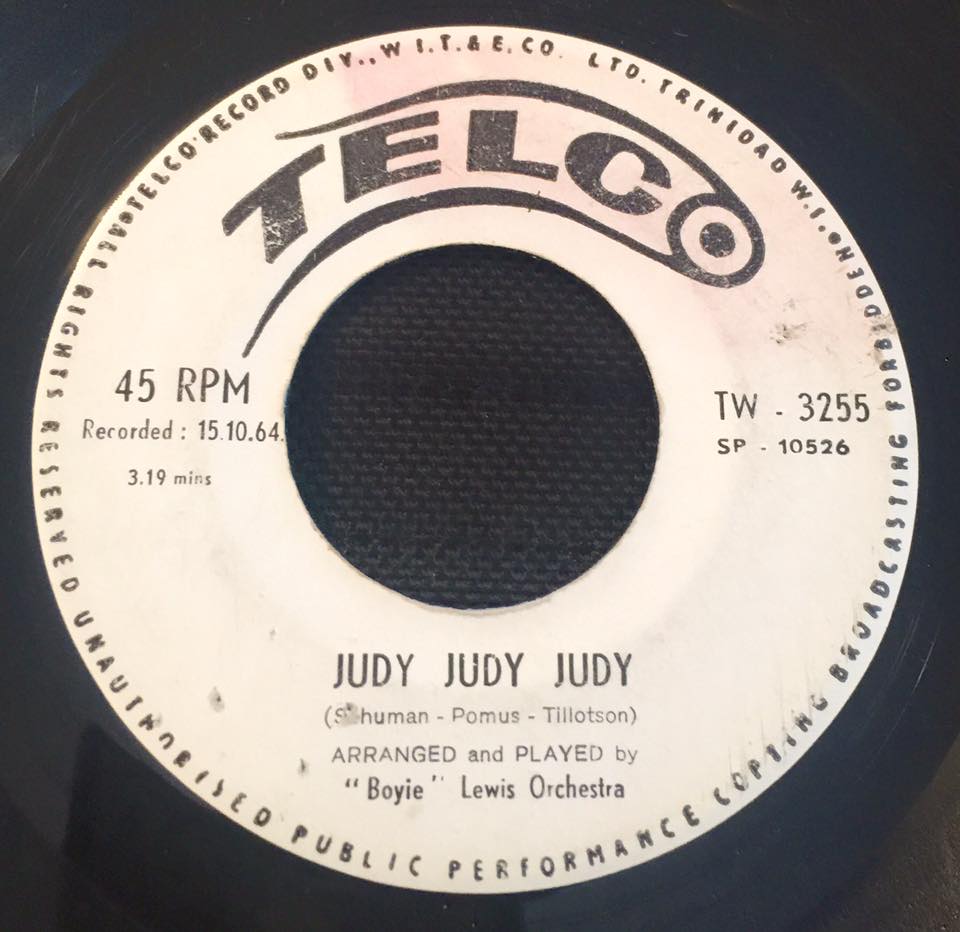 TELCO RECORD DIV., W I.T. & E. CO. LTD. TRINIDAD W.I.
TELCO
45 RPM
Recorded : 15.10.64.
3.19 mins
TW - 3255
SP - 10526
JUDY JUDY JUDY
(Schuman - Pomus - Tillotson)
ARRANGED and PLAYED by
"Boyie" Lewis Orchestra
ALL RIGHTS RESERVED UNAUTHORISED PUBLIC PERFORMANCE COPTING BROADCASTING FORBIDDEN